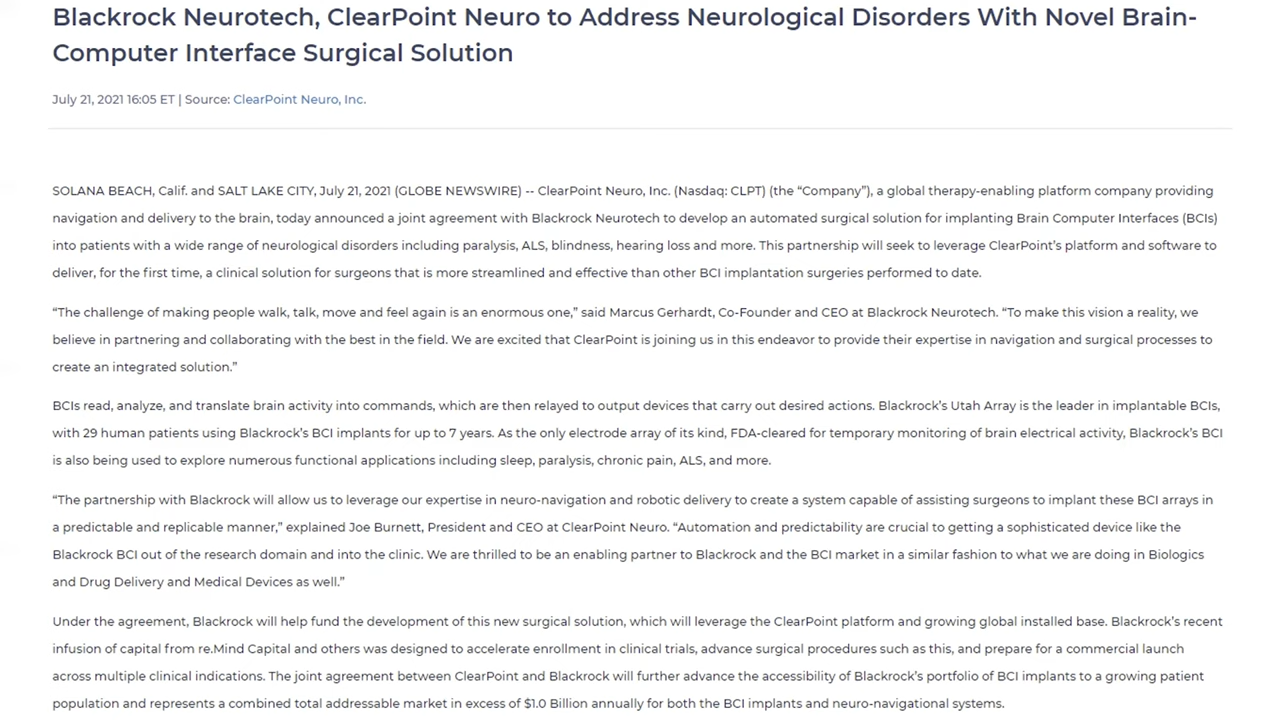 Blackrock Neurotech, ClearPoint Neuro to Address Neurological Disorders With Novel Brain-
Computer Interface Surgical Solution
July 21, 2021 16:05 ET | Source: ClearPoint Neuro, Inc.
SOLANA BEACH, Calif. and SALT LAKE CITY, July 21, 2021 (GLOBE NEWSWIRE) -- ClearPoint Neuro, Inc. (Nasdaq: CLPT) (the “Company”), a global therapy-enabling platform company providing
navigation and delivery to the brain, today announced a joint agreement with Blackrock Neurotech to develop an automated surgical solution for implanting Brain Computer Interfaces (BCIs)
into patients with a wide range of neurological disorders including paralysis, ALS, blindness, hearing loss and more. This partnership will seek to leverage ClearPoint’s platform and software to
deliver, for the first time, a clinical solution for surgeons that is more streamlined and effective than other BCI implantation surgeries performed to date.
“The challenge of making people walk, talk, move and feel again is an enormous one,” said Marcus Gerhardt, Co-Founder and CEO at Blackrock Neurotech. “To make this vision a reality, we
believe in partnering and collaborating with the best in the field. We are excited that ClearPoint is joining us in this endeavor to provide their expertise in navigation and surgical processes to
create an integrated solution.”
BCIs read, analyze, and translate brain activity into commands, which are then relayed to output devices that carry out desired actions. Blackrock’s Utah Array is the leader in implantable BCIs,
with 29 human patients using Blackrock’s BCI implants for up to 7 years. As the only electrode array of its kind, FDA-cleared for temporary monitoring of brain electrical activity, Blackrock’s BCI
is also being used to explore numerous functional applications including sleep, paralysis, chronic pain, ALS, and more.
“The partnership with Blackrock will allow us to leverage our expertise in neuro-navigation and robotic delivery to create a system capable of assisting surgeons to implant these BCI arrays in
a predictable and replicable manner,” explained Joe Burnett, President and CEO at ClearPoint Neuro. “Automation and predictability are crucial to getting a sophisticated device like the
Blackrock BCI out of the research domain and into the clinic. We are thrilled to be an enabling partner to Blackrock and the BCI market in a similar fashion to what we are doing in Biologics
and Drug Delivery and Medical Devices as well.”
Under the agreement, Blackrock will help fund the development of this new surgical solution, which will leverage the ClearPoint platform and growing global installed base. Blackrock’s recent
infusion of capital from re.Mind Capital and others was designed to accelerate enrollment in clinical trials, advance surgical procedures such as this, and prepare for a commercial launch
across multiple clinical indications. The joint agreement between ClearPoint and Blackrock will further advance the accessibility of Blackrock’s portfolio of BCI implants to a growing patient
population and represents a combined total addressable market in excess of $1.0 Billion annually for both the BCI implants and neuro-navigational systems.